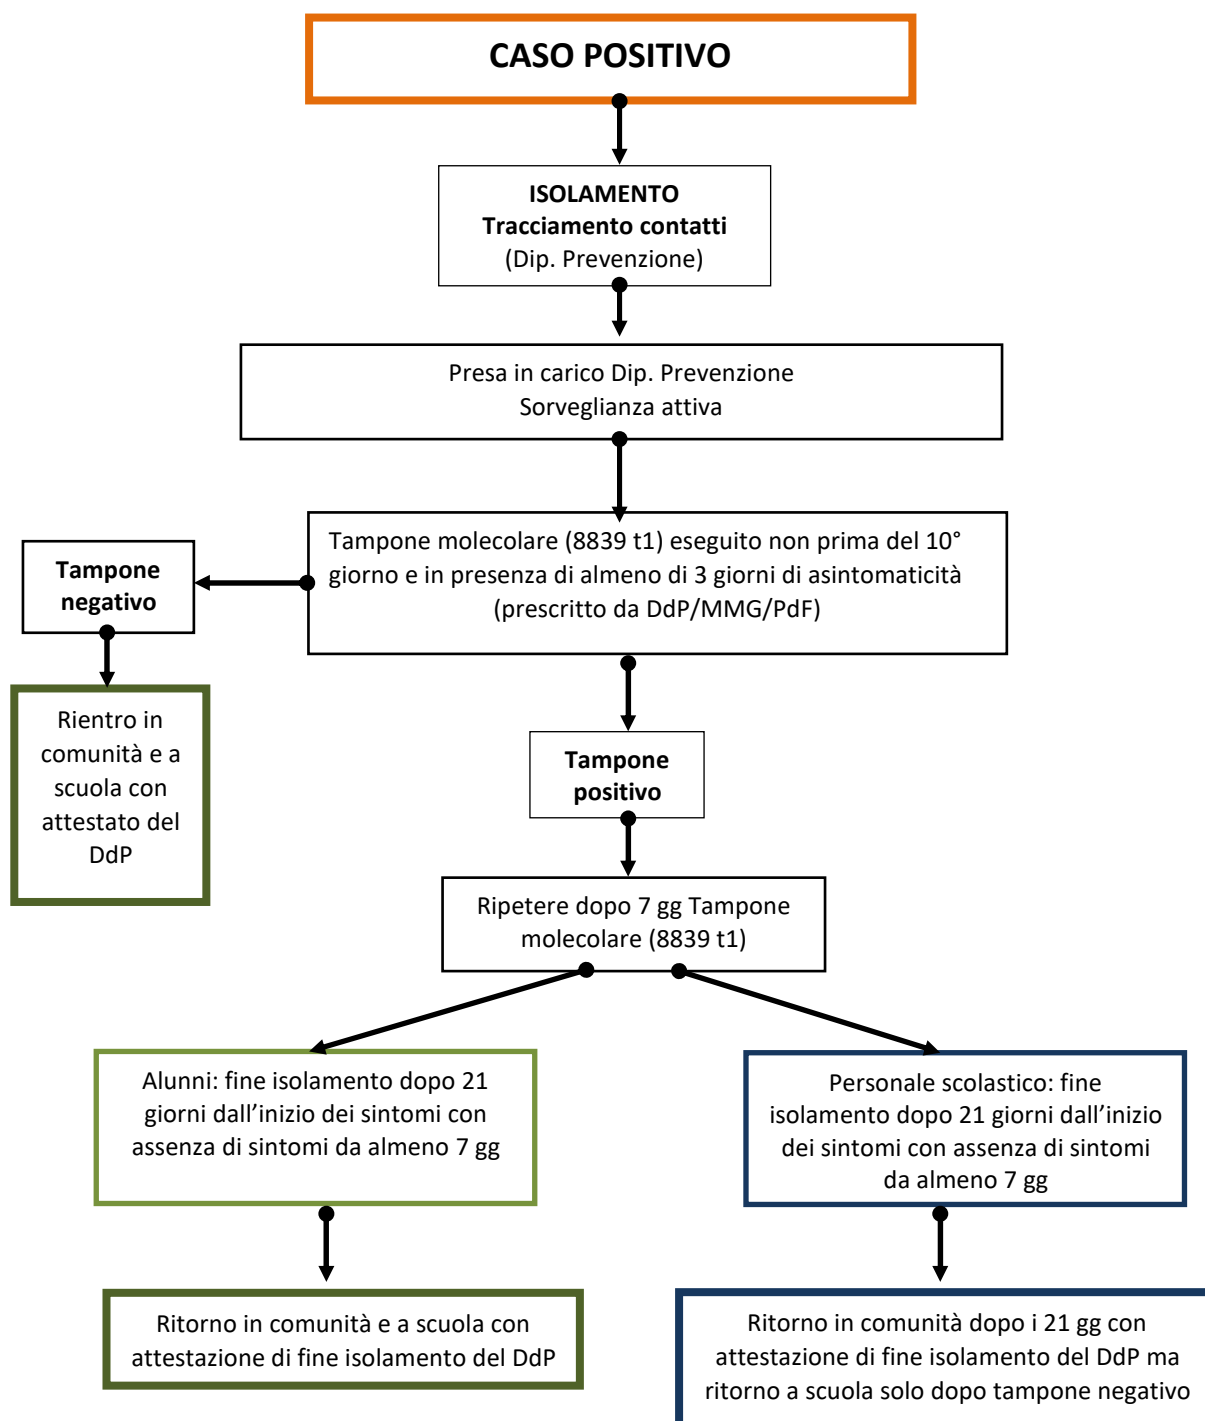 CASO POSITIVO
ISOLAMENTO
Tracciamento contatti
(Dip. Prevenzione)
Presa in carico Dip. Prevenzione
Sorveglianza attiva
Tampone molecolare (8839 t1) eseguito non prima del 10°
giorno e in presenza di almeno di 3 giorni di asintomaticità
(prescritto da DdP/MMG/PdF)
Tampone
negativo
Rientro in
comunità e a
scuola con
attestato del
DdP
Tampone
positivo
Ripetere dopo 7 gg Tampone
molecolare (8839 t1)
Alunni: fine isolamento dopo 21
giorni dall’inizio dei sintomi con
assenza di sintomi da almeno 7 gg
Personale scolastico: fine
isolamento dopo 21 giorni dall’inizio
dei sintomi con assenza di sintomi
da almeno 7 gg
Ritorno in comunità e a scuola con
attestazione di fine isolamento del DdP
Ritorno in comunità dopo i 21 gg con
attestazione di fine isolamento del DdP ma
ritorno a scuola solo dopo tampone negativo